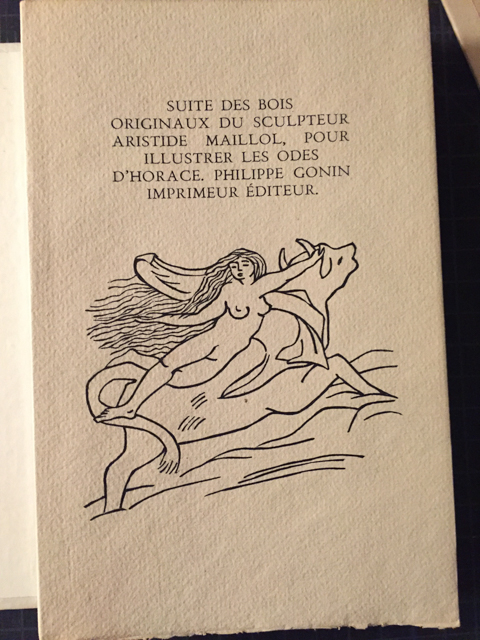 SUITE DES BOIS
ORIGINAUX DU SCULPTEUR
ARISTIDE MAILLOL, POUR
ILLUSTRER LES ODES
D'HORACE. PHILIPPE GONIN
IMPRIMEUR ÉDITEUR.